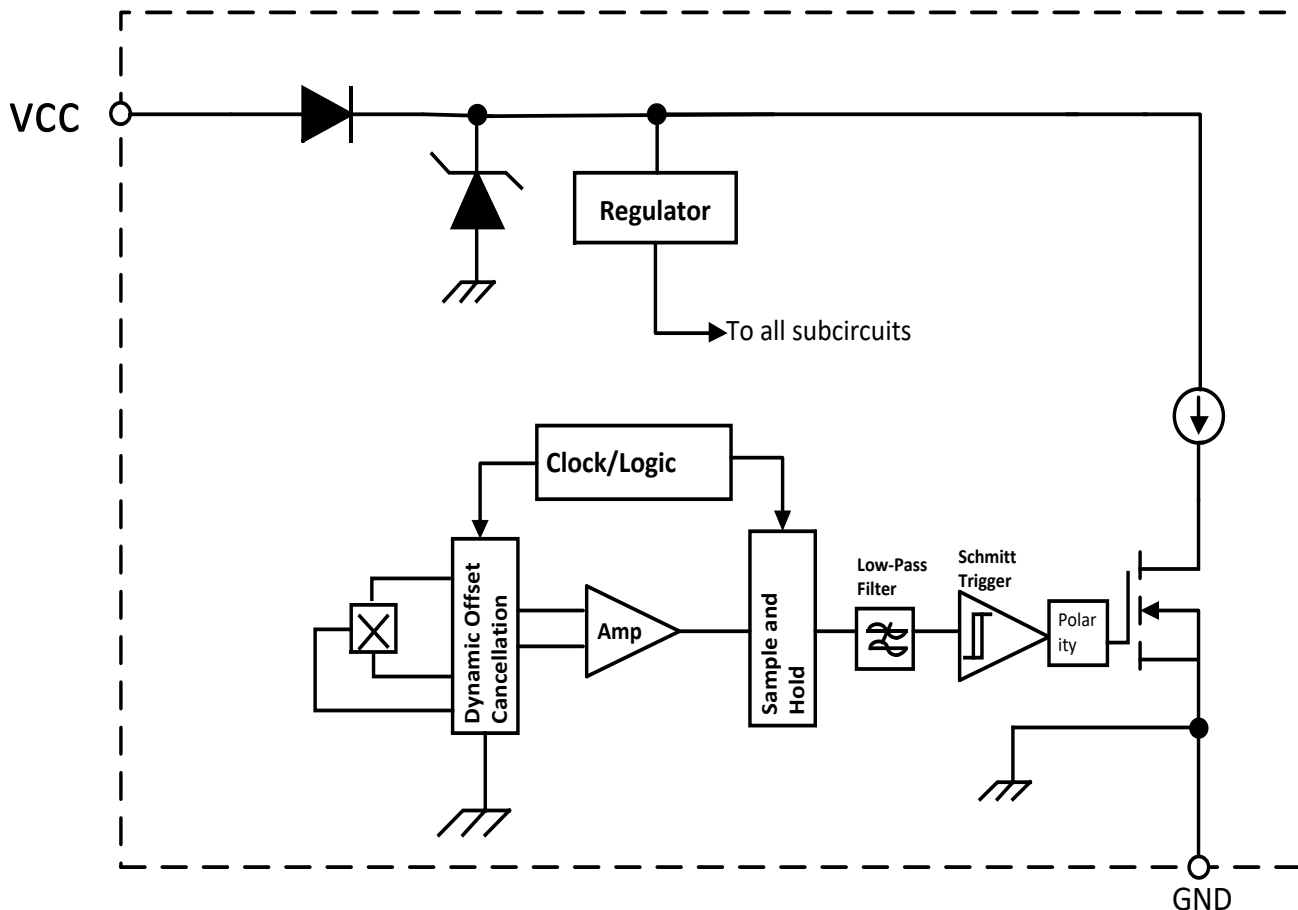 VCC
Regulator
To all subcircuits
Clock/Logic
Dynamic Offset
Cancellation
Amp
Sample and
Hold
Low-Pass
Filter
Schmitt
Trigger
Polar
ity
GND